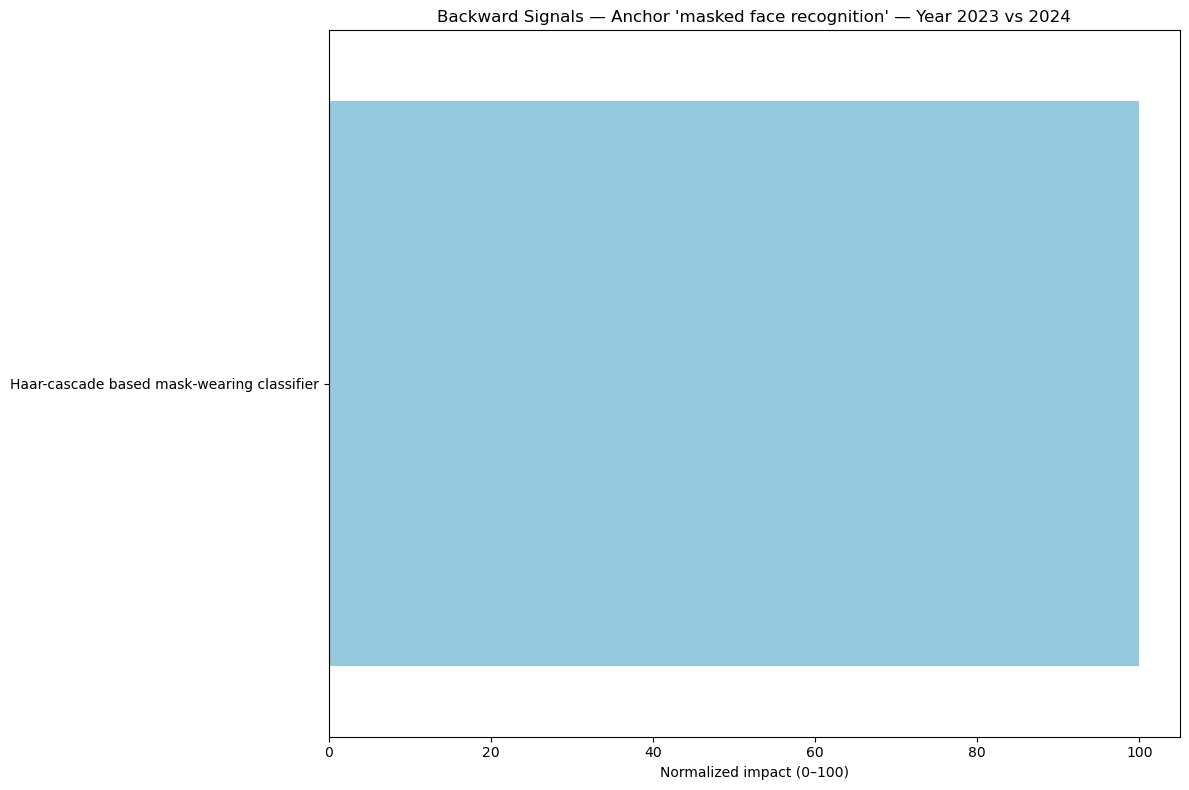 Backward Signals — Anchor 'masked face recognition' — Year 2023 vs 2024
Haar-cascade based mask-wearing classifier
0 20 40 60 80 100
Normalized impact (0–100)